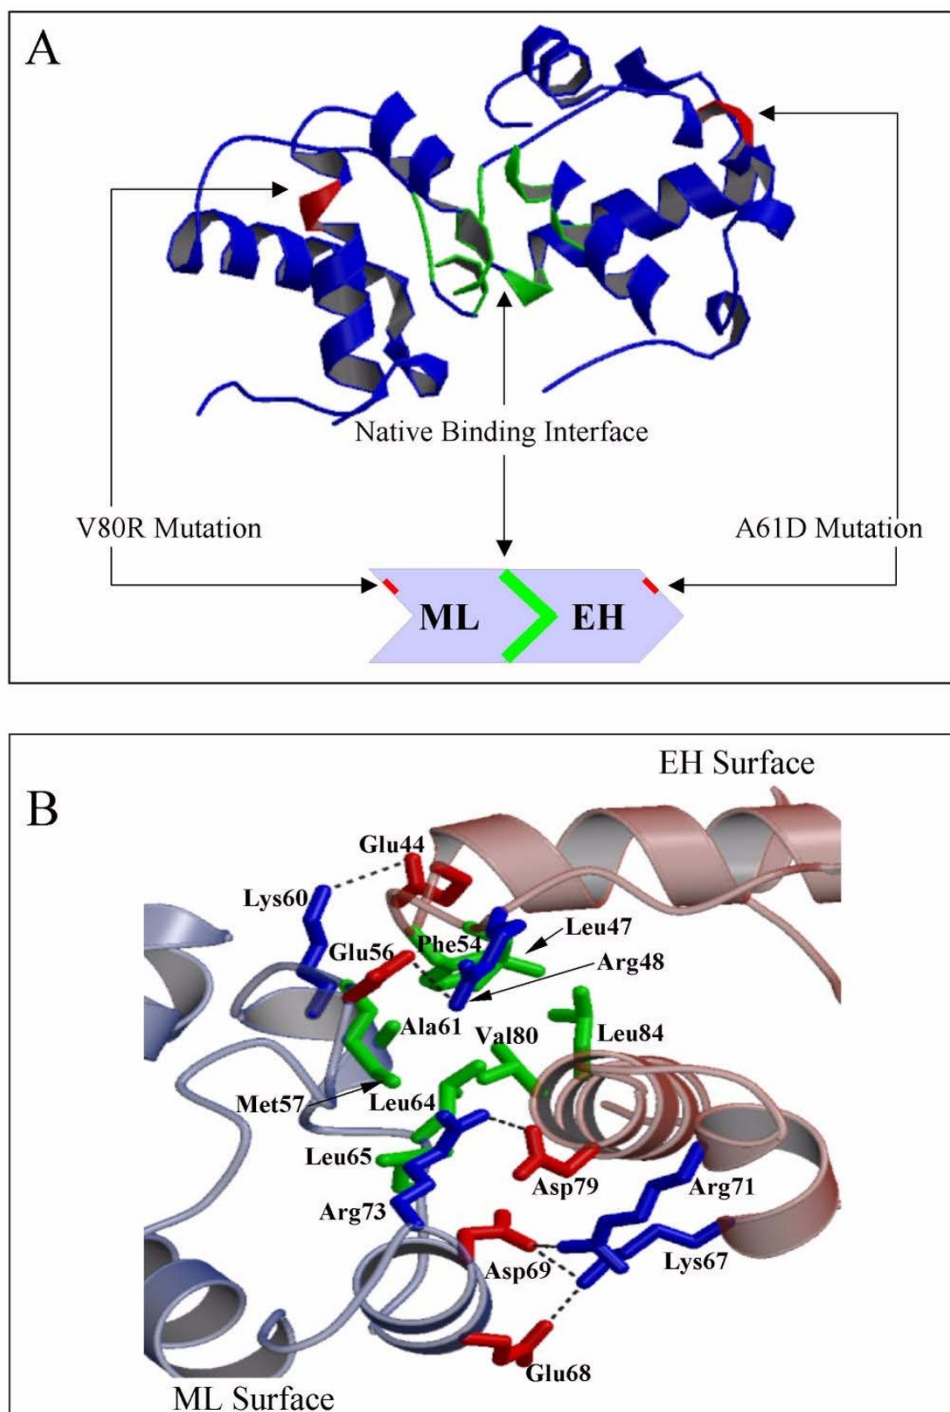 A
Native Binding Interface
V80R Mutation
A61D Mutation
ML
EH
EH Surface
B
Glu44
Lys60
Leu47
Phe54
Glu56
Arg48
Ala61
Val80
Leu84
Met57
Leu64
Leu65
Asp79
Arg71
Arg73
Lys67
Asp69
Glu68
ML Surface